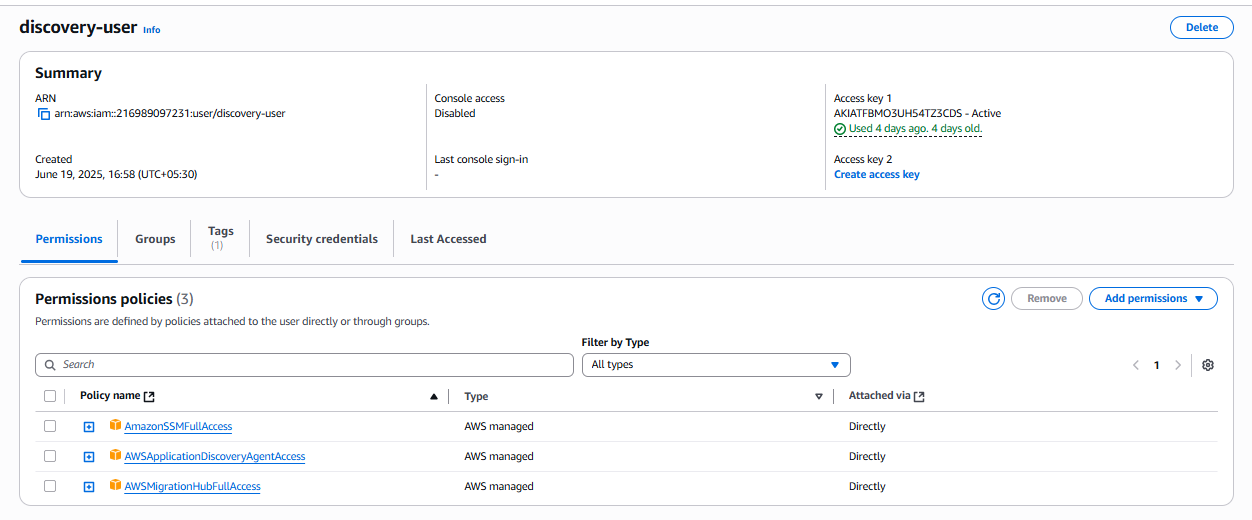 discovery-user Info
Delete
Summary
ARN
arn:aws:iam::216989097231:user/discovery-user
Created
June 19, 2025, 16:58 (UTC+05:30)
Console access
Disabled
Last console sign-in
-
Access key 1
AKIATFBMO3UH54TZ3CDS - Active
Used 4 days ago. 4 days old.
Access key 2
Create access key
Permissions
Groups
Tags
(1)
Security credentials
Last Accessed
Permissions policies (3)
Remove
Add permissions
Permissions are defined by policies attached to the user directly or through groups.
Filter by Type
Search
All types
1
Policy name
Type
Attached via
AmazonSSMFullAccess
AWS managed
Directly
AWSApplicationDiscoveryAgentAccess
AWS managed
Directly
AWSMigrationHubFullAccess
AWS managed
Directly